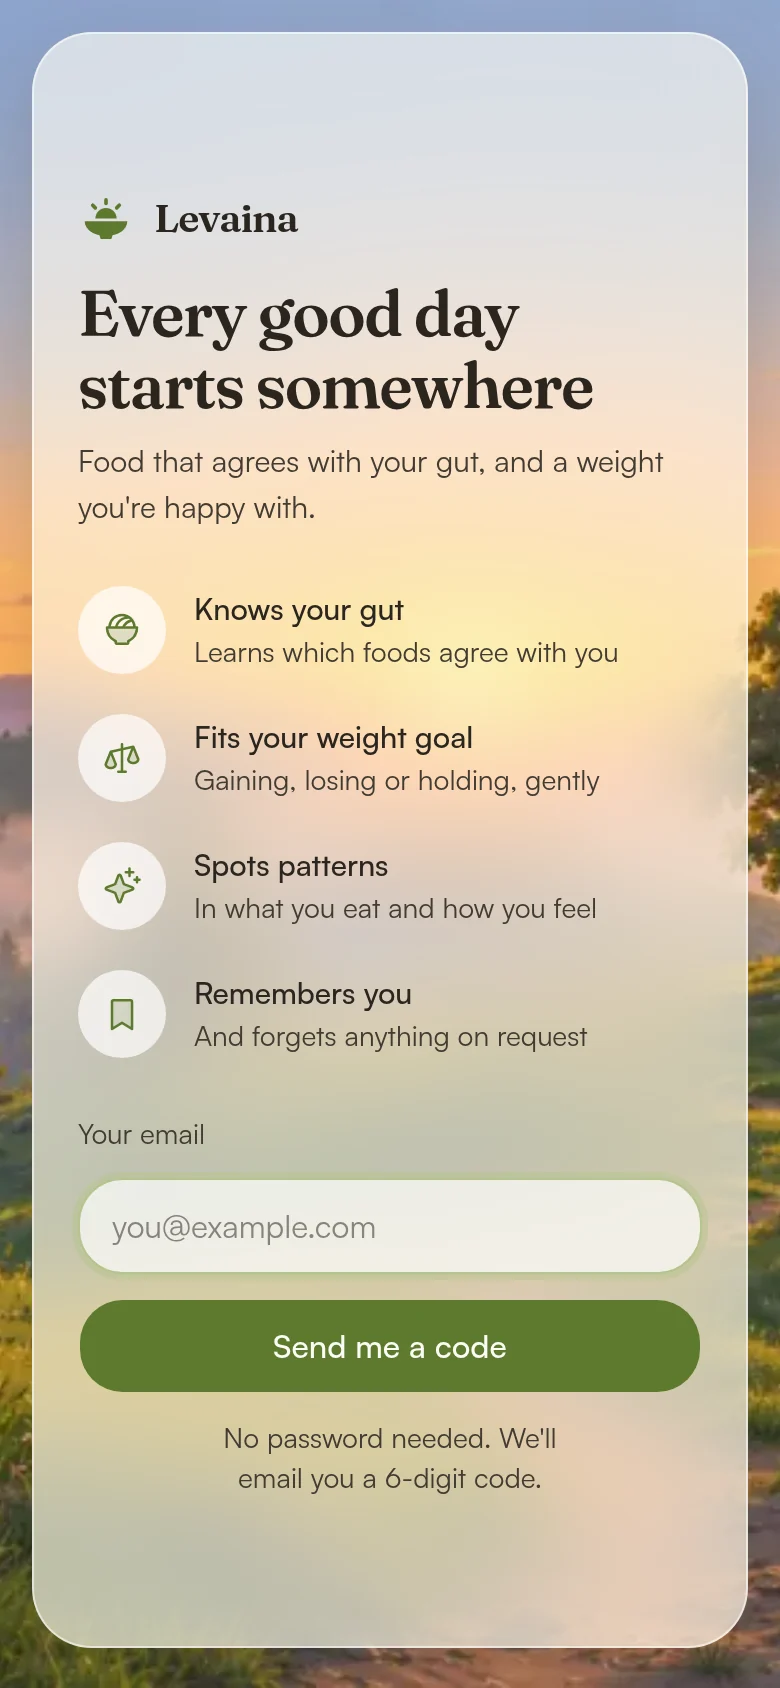 Levaina
Every good day
starts somewhere
Food that agrees with your gut, and a weight
you're happy with.
Knows your gut
Learns which foods agree with you
Fits your weight goal
Gaining, losing or holding, gently
Spots patterns
In what you eat and how you feel
Remembers you
And forgets anything on request
Your email
you@example.com
Send me a code
No password needed. We'll
email you a 6-digit code.